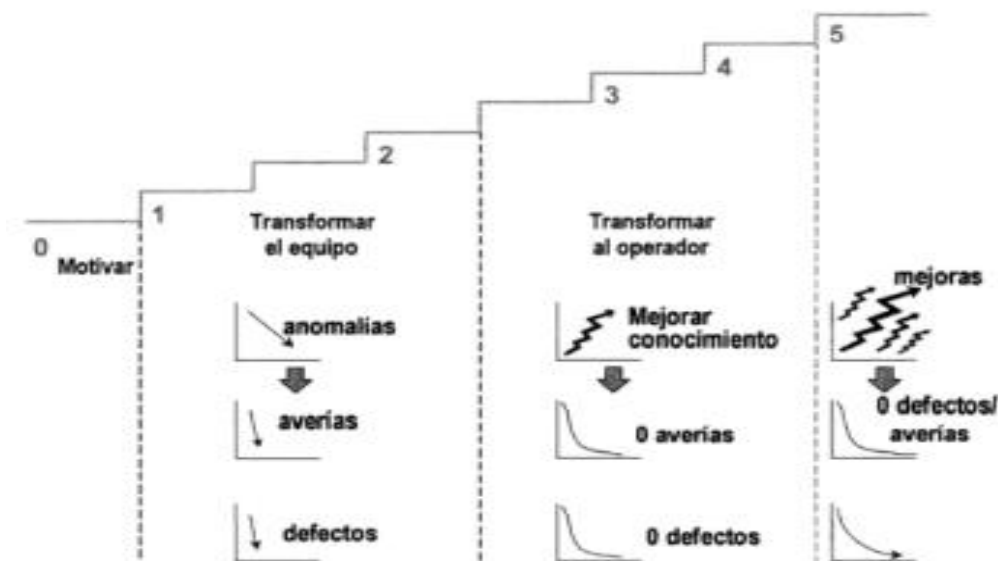 5
4
3
2
1
0
Motivar
Transformar
el equipo
Transformar
al operador
mejoras
anomalias
Mejorar
conocimiento
averías
0 averías
0 defectos/
averías
defectos
0 defectos